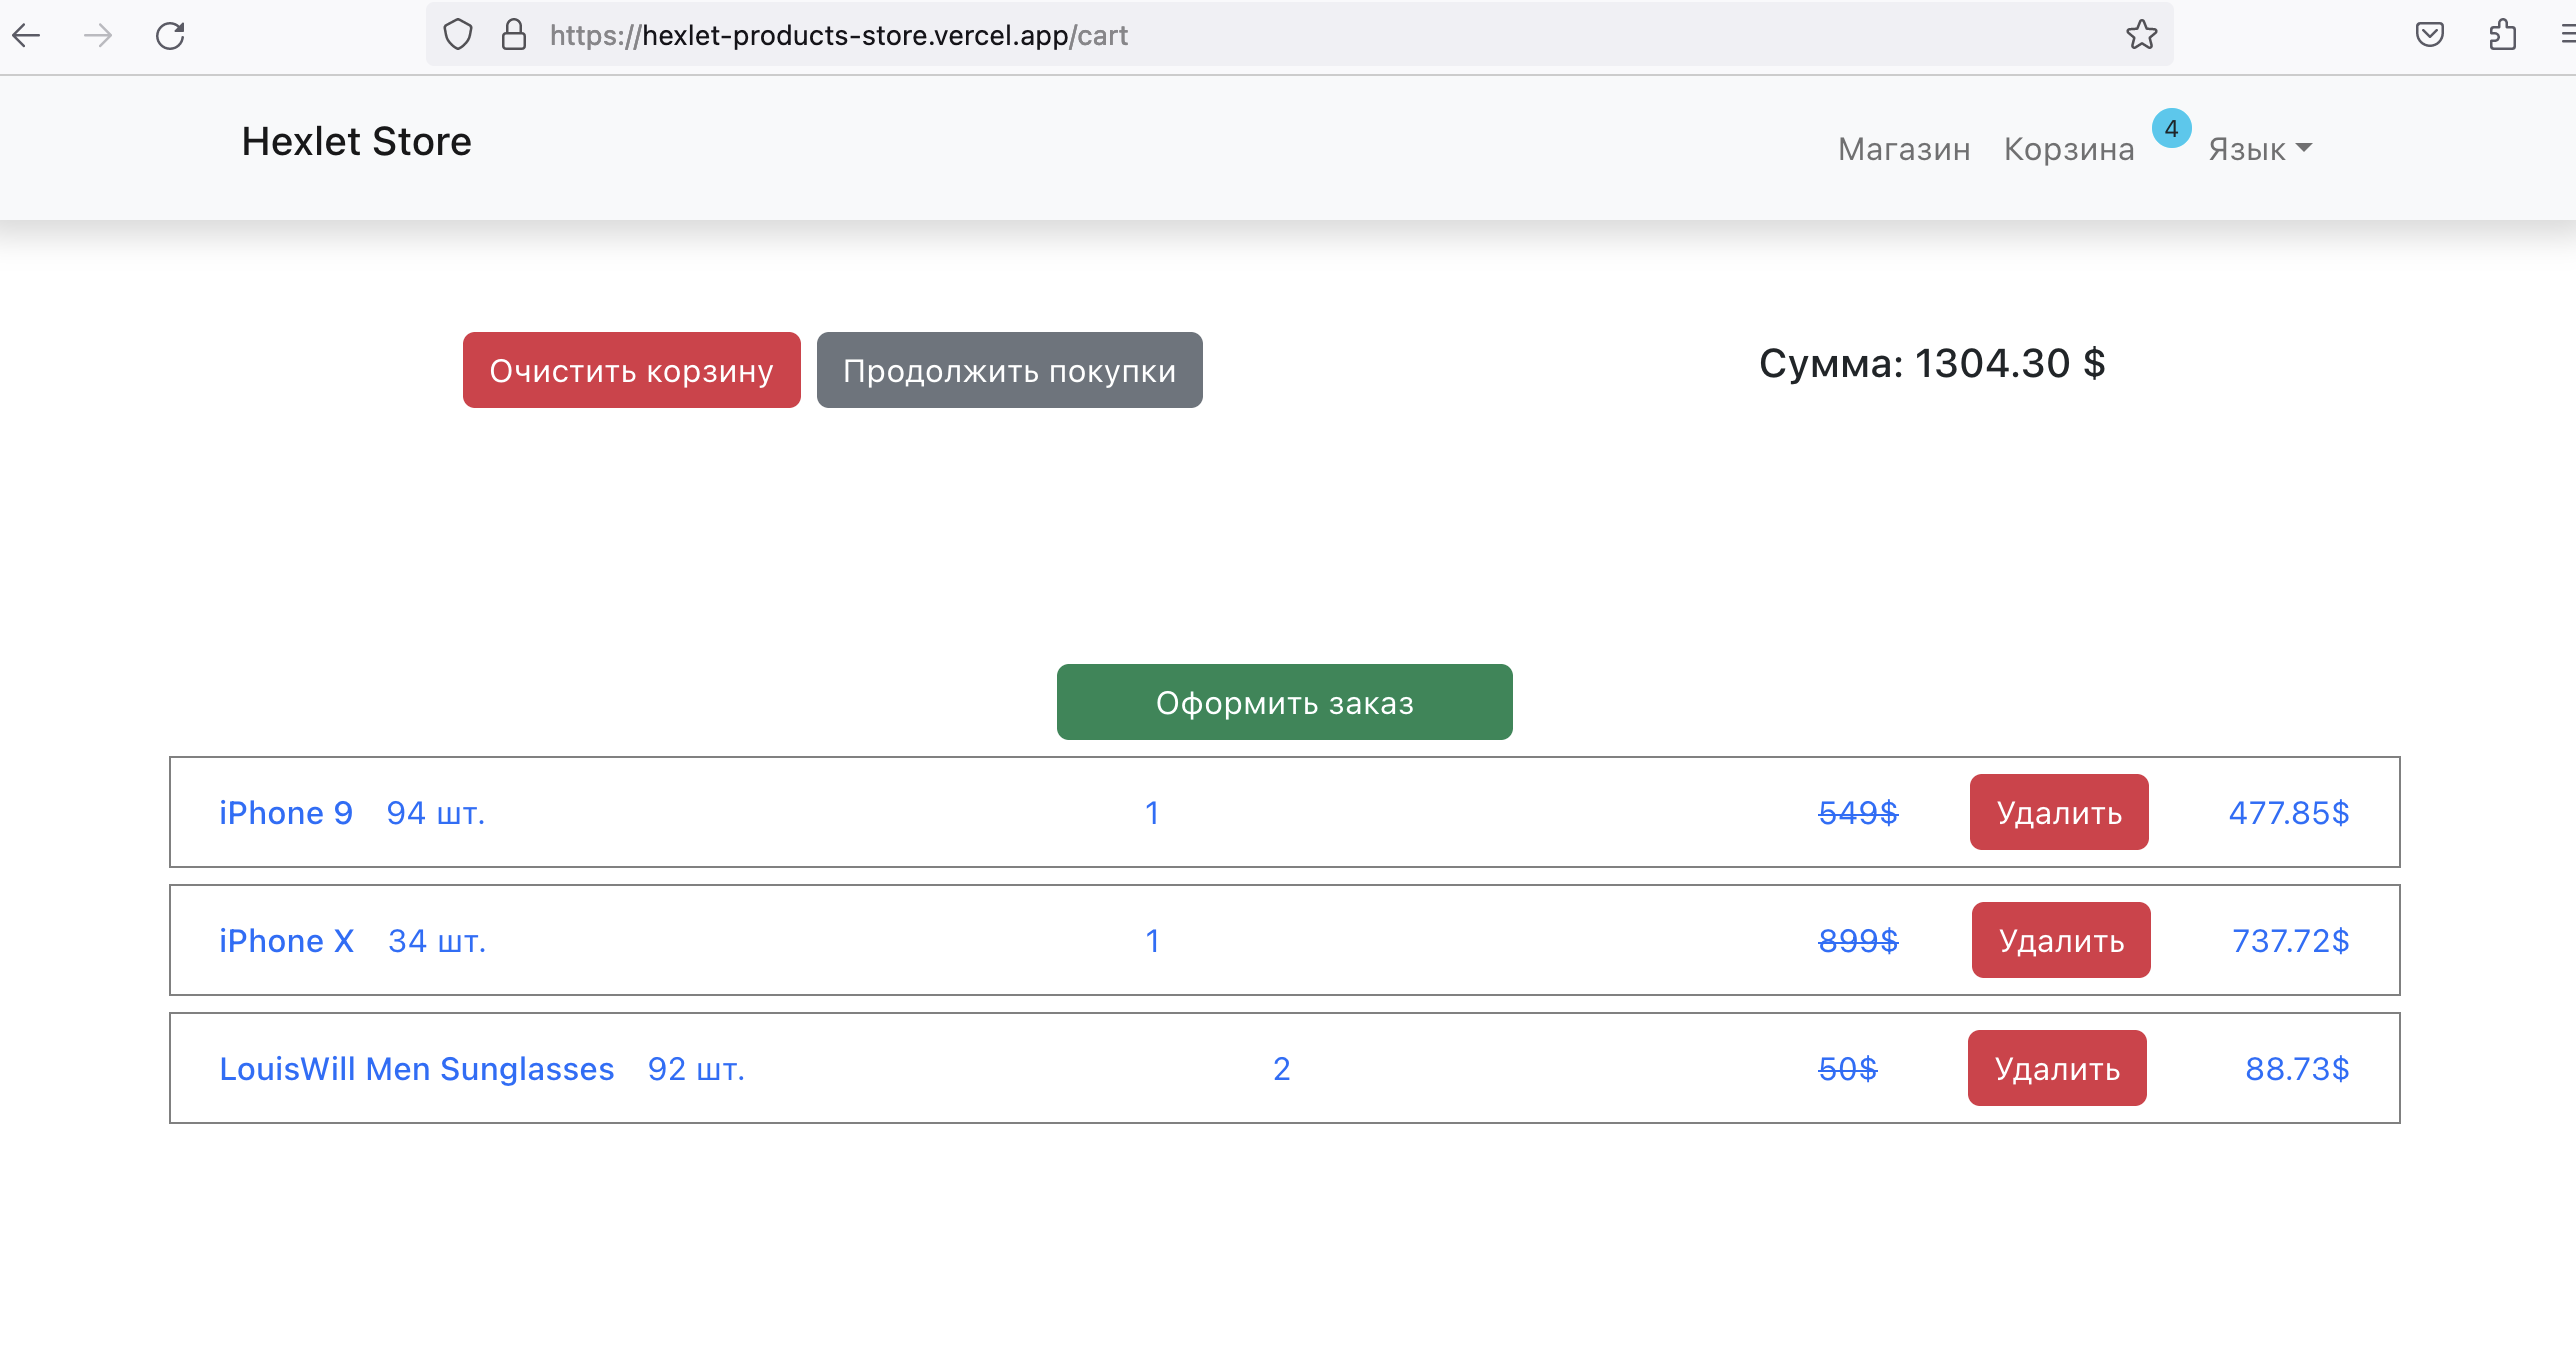 https://hexlet-products-store.vercel.app/cart
Hexlet Store
Магазин Корзина 4 Язык
Очистить корзину Продолжить покупки Сумма: 1304.30 $
Оформить заказ
iPhone 9 94 шт. 1 549$ Удалить 477.85$
iPhone X 34 шт. 1 899$ Удалить 737.72$
LouisWill Men Sunglasses 92 шт. 2 50$ Удалить 88.73$